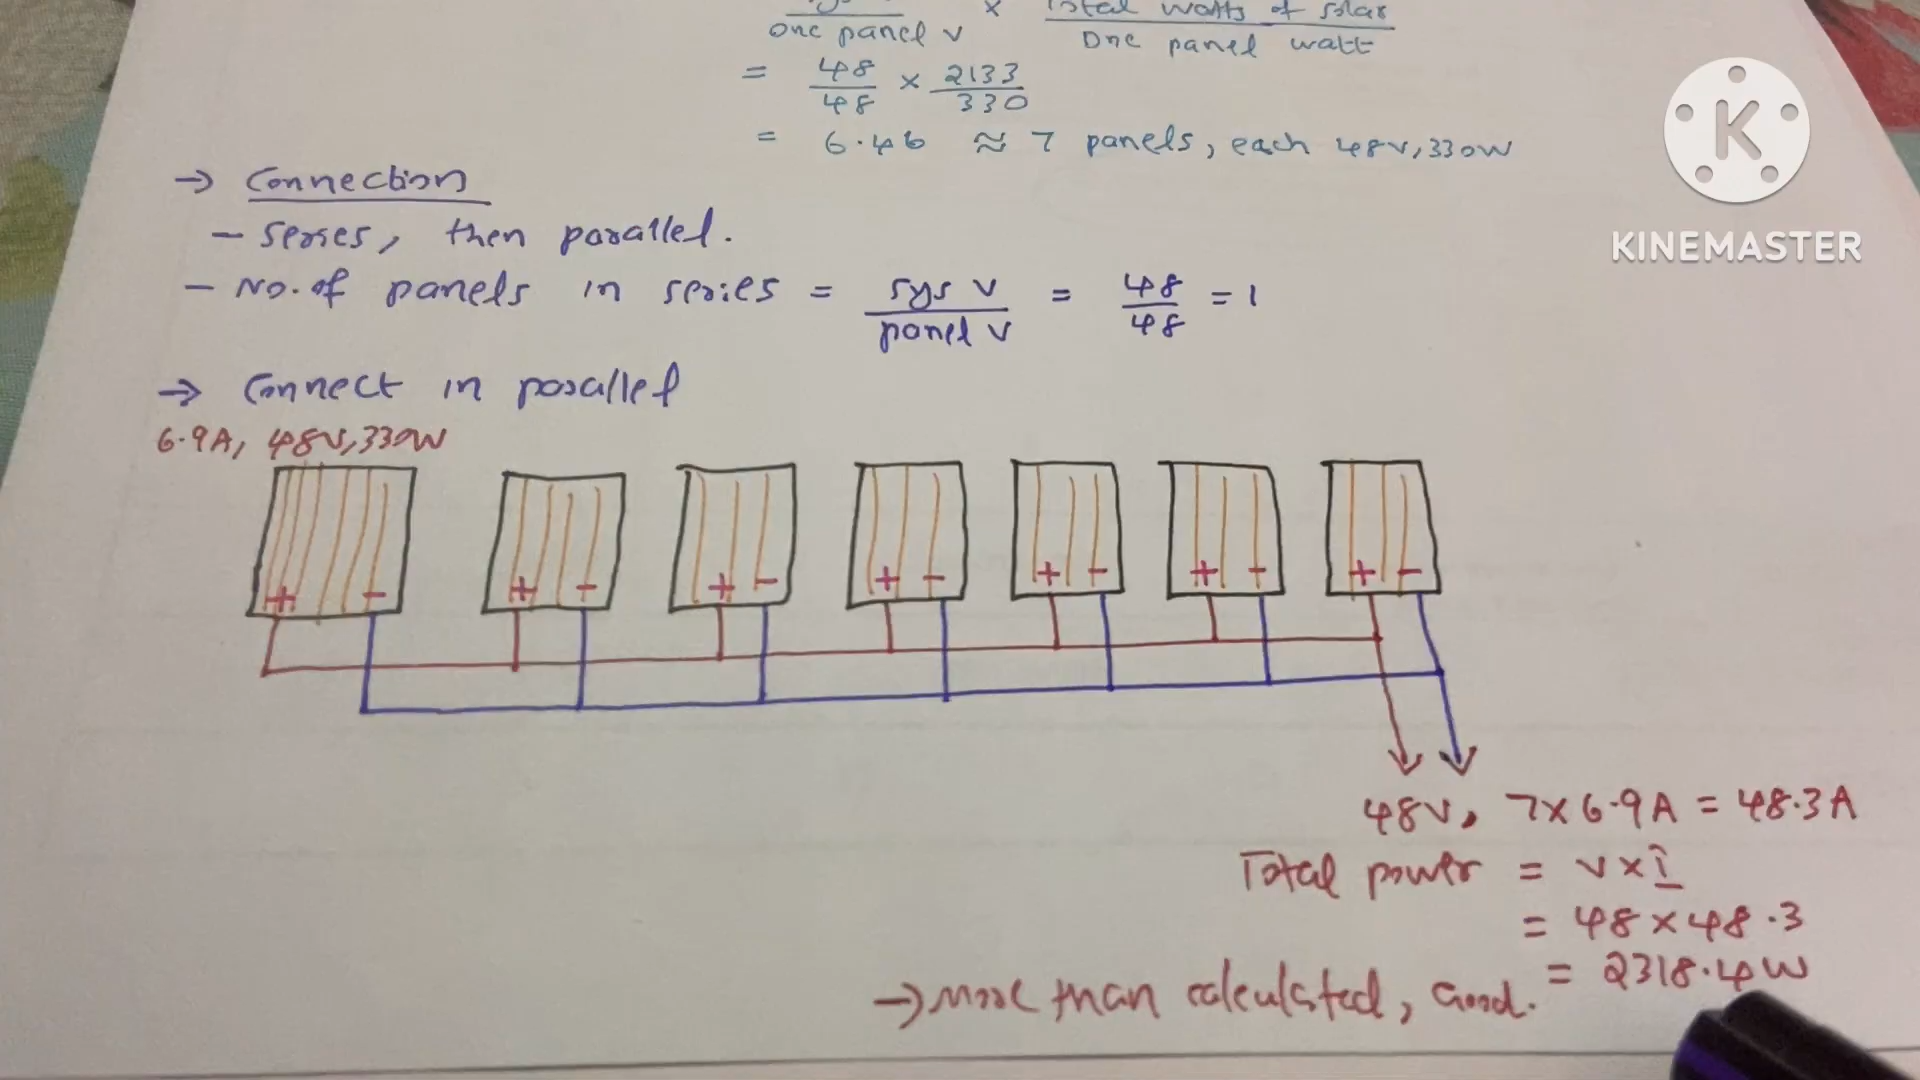 One panel v × Total watts of solar
One panel watt
= 48/48 × 2133/330
= 6.46 ≈ 7 panels, each 48V, 330W
→ Connection
- series, then parallel.
- No. of panels in series = sys v / panel v = 48/48 = 1
→ Connect in parallel
6.9A, 48V, 330W
+ - + - + - + - + - + - + -
48V, 7×6.9A = 48.3A
Total power = V×I
= 48×48.3
= 2318.4W
→ more than calculated, Good.
K
KINEMASTER